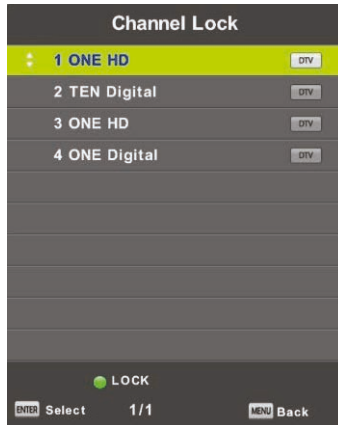 Channel Lock
1 ONE HD DTV
2 TEN Digital DTV
3 ONE HD DTV
4 ONE Digital DTV
LOCK
ENTER Select 1/1 MENU Back